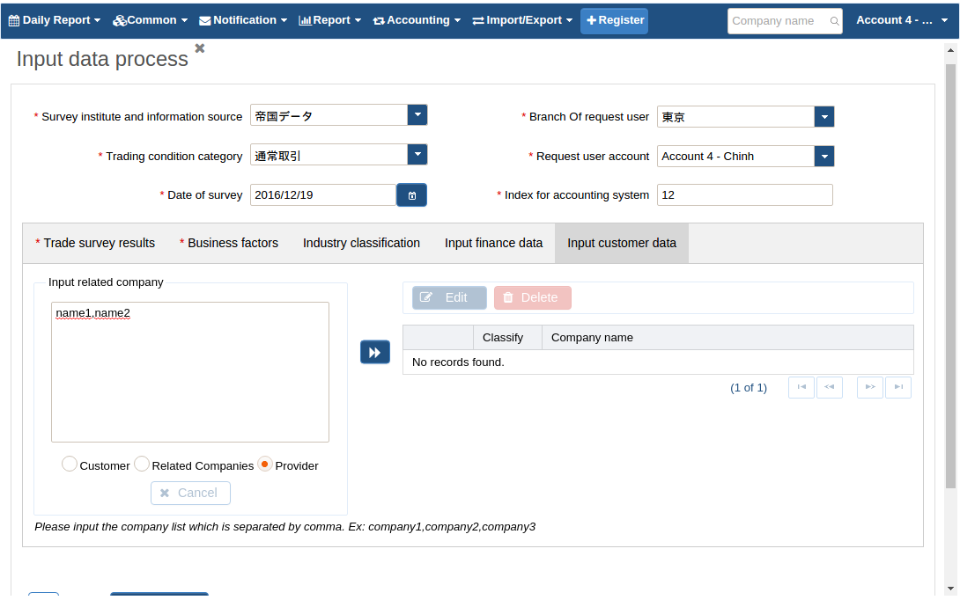 Daily Report Common Notification Report Accounting Import/Export Register Company name Account 4 - ...
Input data process
* Survey institute and information source 帝国データ * Branch Of request user 東京
* Trading condition category 通常取引 * Request user account Account 4 - Chinh
* Date of survey 2016/12/19 * Index for accounting system 12
* Trade survey results * Business factors Industry classification Input finance data Input customer data
Input related company
name1,name2
Edit Delete
Classify Company name
No records found.
(1 of 1)
Customer Related Companies Provider
Cancel
Please input the company list which is separated by comma. Ex: company1,company2,company3